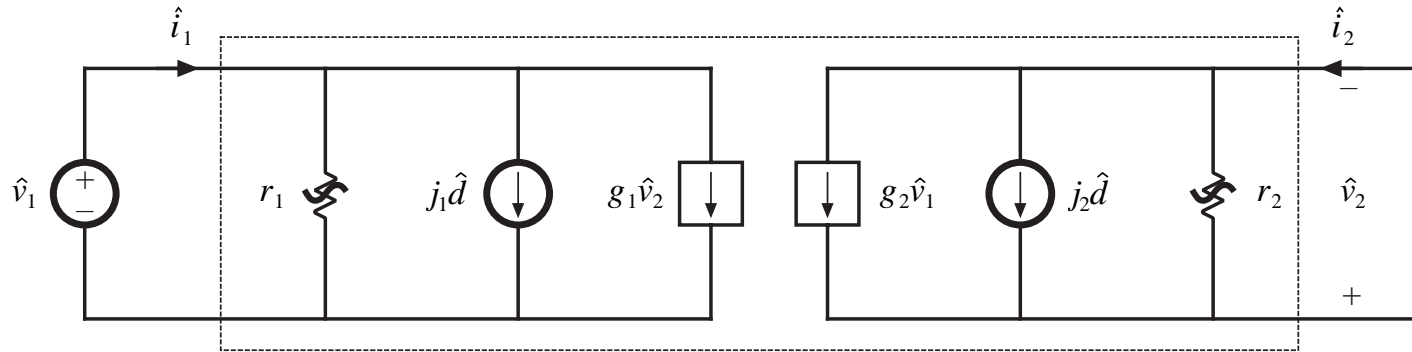 î₁ î₂
v̂₁ + − r₁ j₁d̂ g₁v̂₂ g₂v̂₁ j₂d̂ r₂ − v̂₂ +